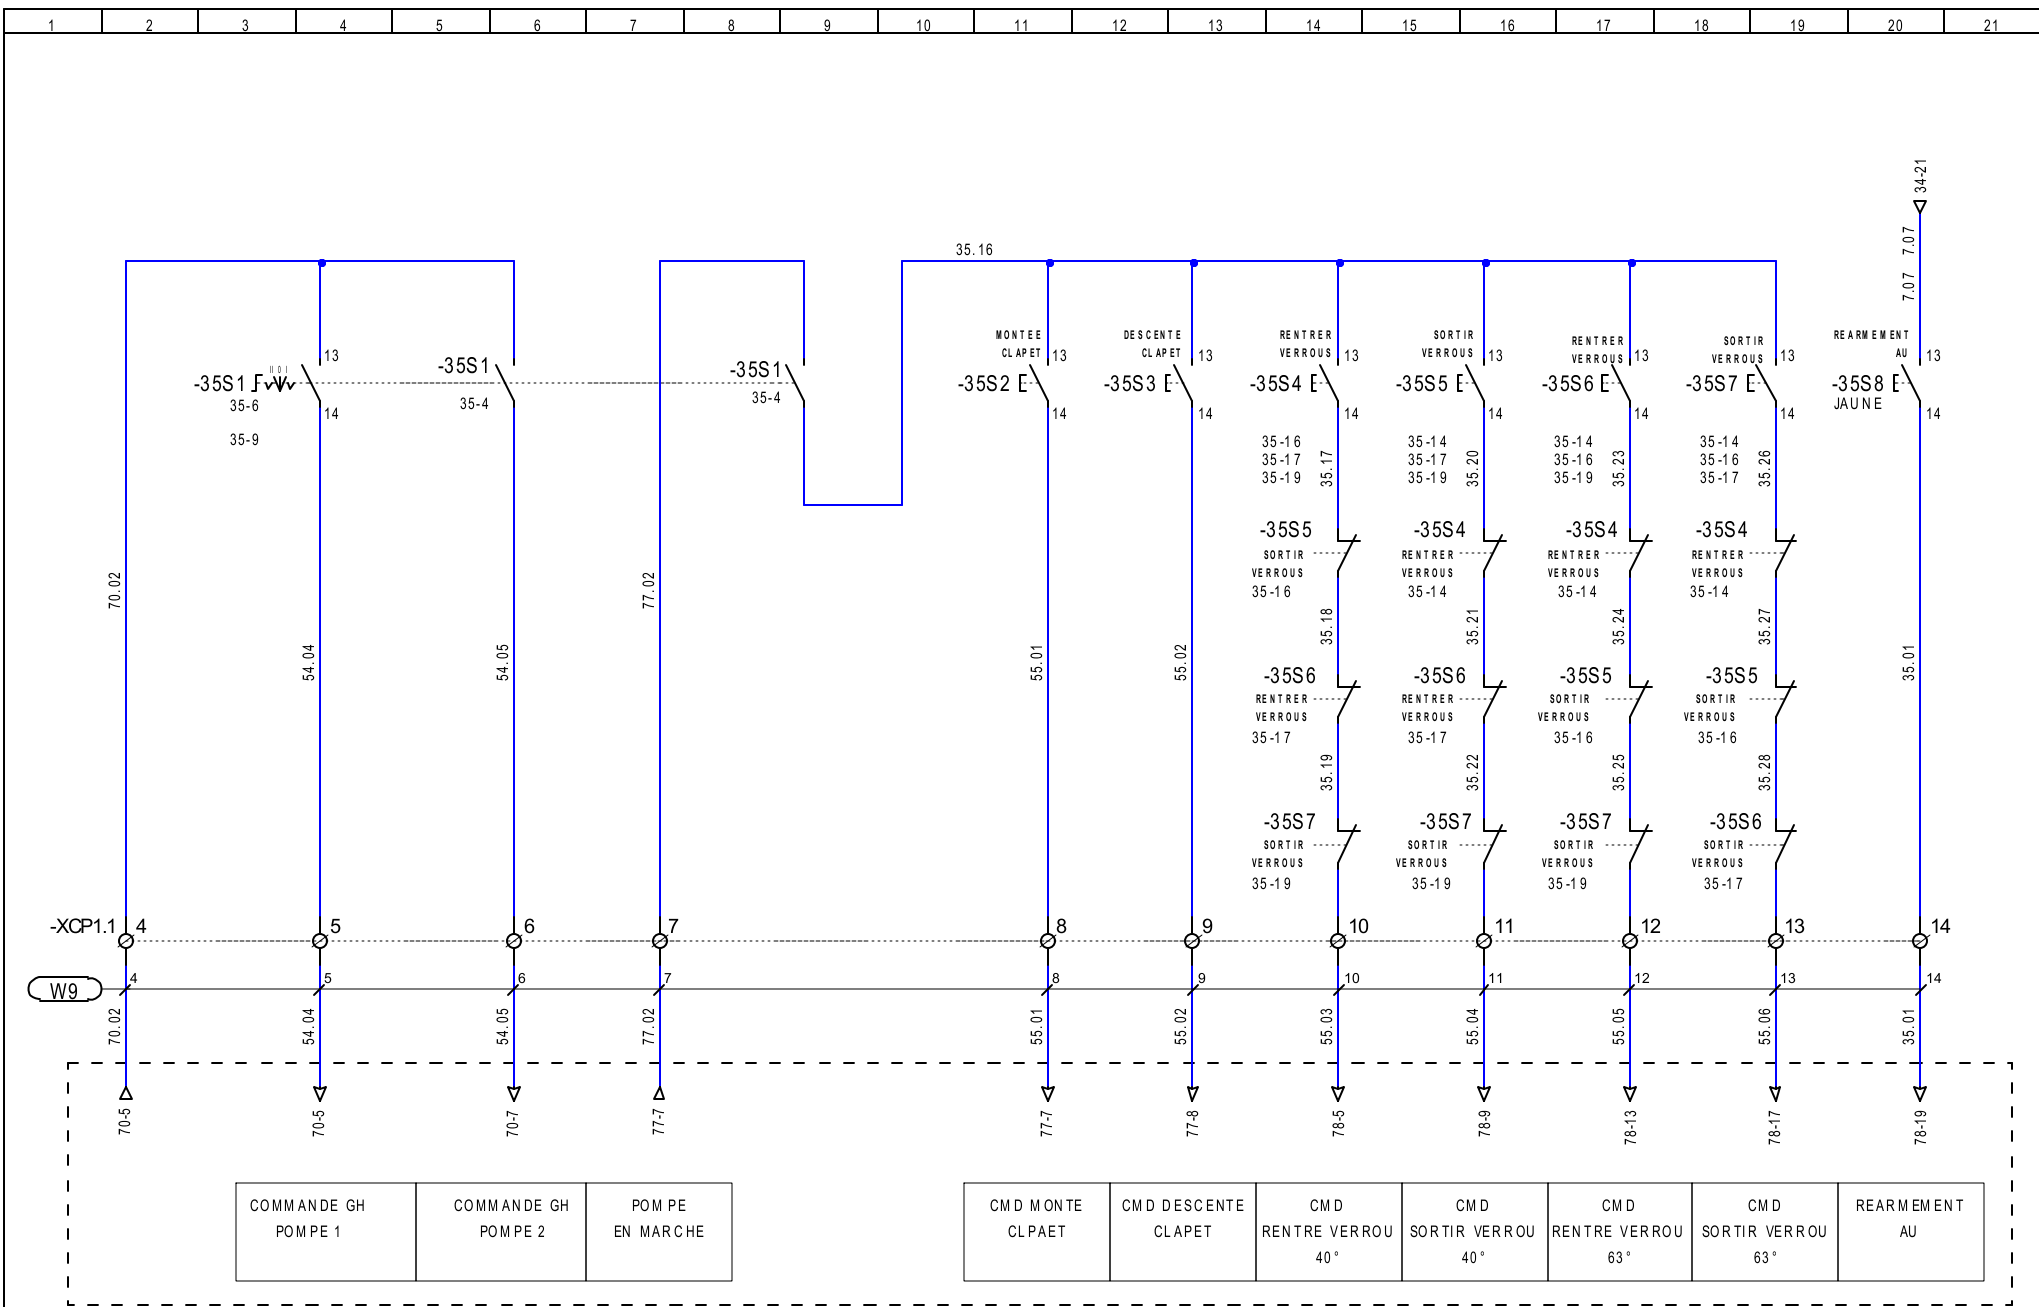 1 2 3 4 5 6 7 8 9 10 11 12 13 14 15 16 17 18 19 20 21
34-21
7.07
7.07
35.16
MONTEE
CLAPET
13
-35S2
14
DESCENTE
CLAPET
13
-35S3
14
RENTRER
VERROUS
13
-35S4
14
SORTIR
VERROUS
13
-35S5
14
RENTRER
VERROUS
13
-35S6
14
SORTIR
VERROUS
13
-35S7
14
REARMEMENT
AU
13
-35S8
JAUNE
14
13
-35S1
35-6
14
35-9
-35S1
35-4
-35S1
35-4
35-16
35-17
35-19
35.17
35-14
35-17
35-19
35.20
35-14
35-16
35-19
35.23
35-14
35-16
35-17
35.26
-35S5
SORTIR
VERROUS
35-16
-35S4
RENTRER
VERROUS
35-14
-35S4
RENTRER
VERROUS
35-14
-35S4
RENTRER
VERROUS
35-14
70.02
54.04
54.05
77.02
55.01
55.02
35.18
35.21
35.24
35.27
35.01
-35S6
RENTRER
VERROUS
35-17
-35S6
RENTRER
VERROUS
35-17
-35S5
SORTIR
VERROUS
35-16
-35S5
SORTIR
VERROUS
35-16
35.19
35.22
35.25
35.28
-35S7
SORTIR
VERROUS
35-19
-35S7
SORTIR
VERROUS
35-19
-35S7
SORTIR
VERROUS
35-19
-35S6
SORTIR
VERROUS
35-17
-XCP1.1 4 5 6 7 8 9 10 11 12 13 14
W9 4 5 6 7 8 9 10 11 12 13 14
70.02 54.04 54.05 77.02 55.01 55.02 55.03 55.04 55.05 55.06 35.01
70-5 70-5 70-7 77-7 77-7 77-8 78-5 78-9 78-13 78-17 78-19
COMMANDE GH
POMPE 1
COMMANDE GH
POMPE 2
POMPE
EN MARCHE
CMD MONTE
CLPAET
CMD DESCENTE
CLAPET
CMD
RENTRE VERROU
40°
CMD
SORTIR VERROU
40°
CMD
RENTRE VERROU
63°
CMD
SORTIR VERROU
63°
REARMEMENT
AU